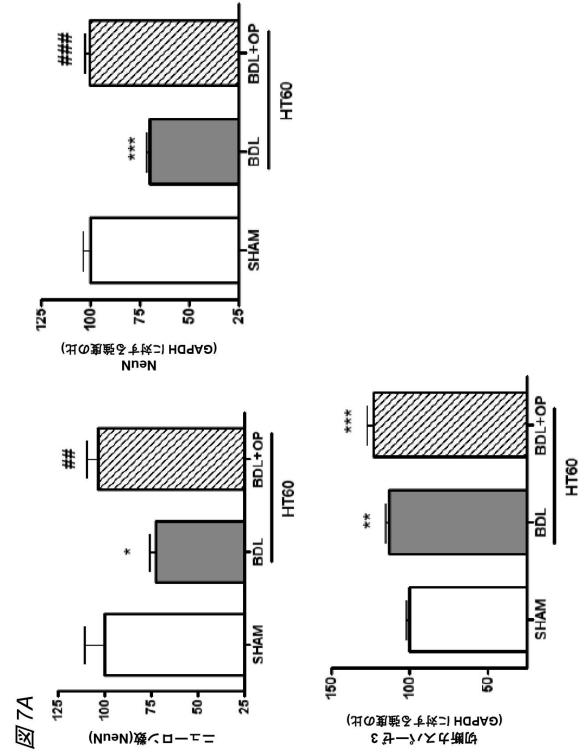 図 7A
ニューロン数(NeuN)
125
100
75
50
25
SHAM
*
BDL
##
BDL+OP
HT60
NeuN
(GAPDH に対する強度の比)
125
100
75
50
25
SHAM
***
BDL
###
BDL+OP
HT60
切断カスパーゼ 3
(GAPDH に対する強度の比)
150
100
50
SHAM
**
BDL
***
BDL+OP
HT60